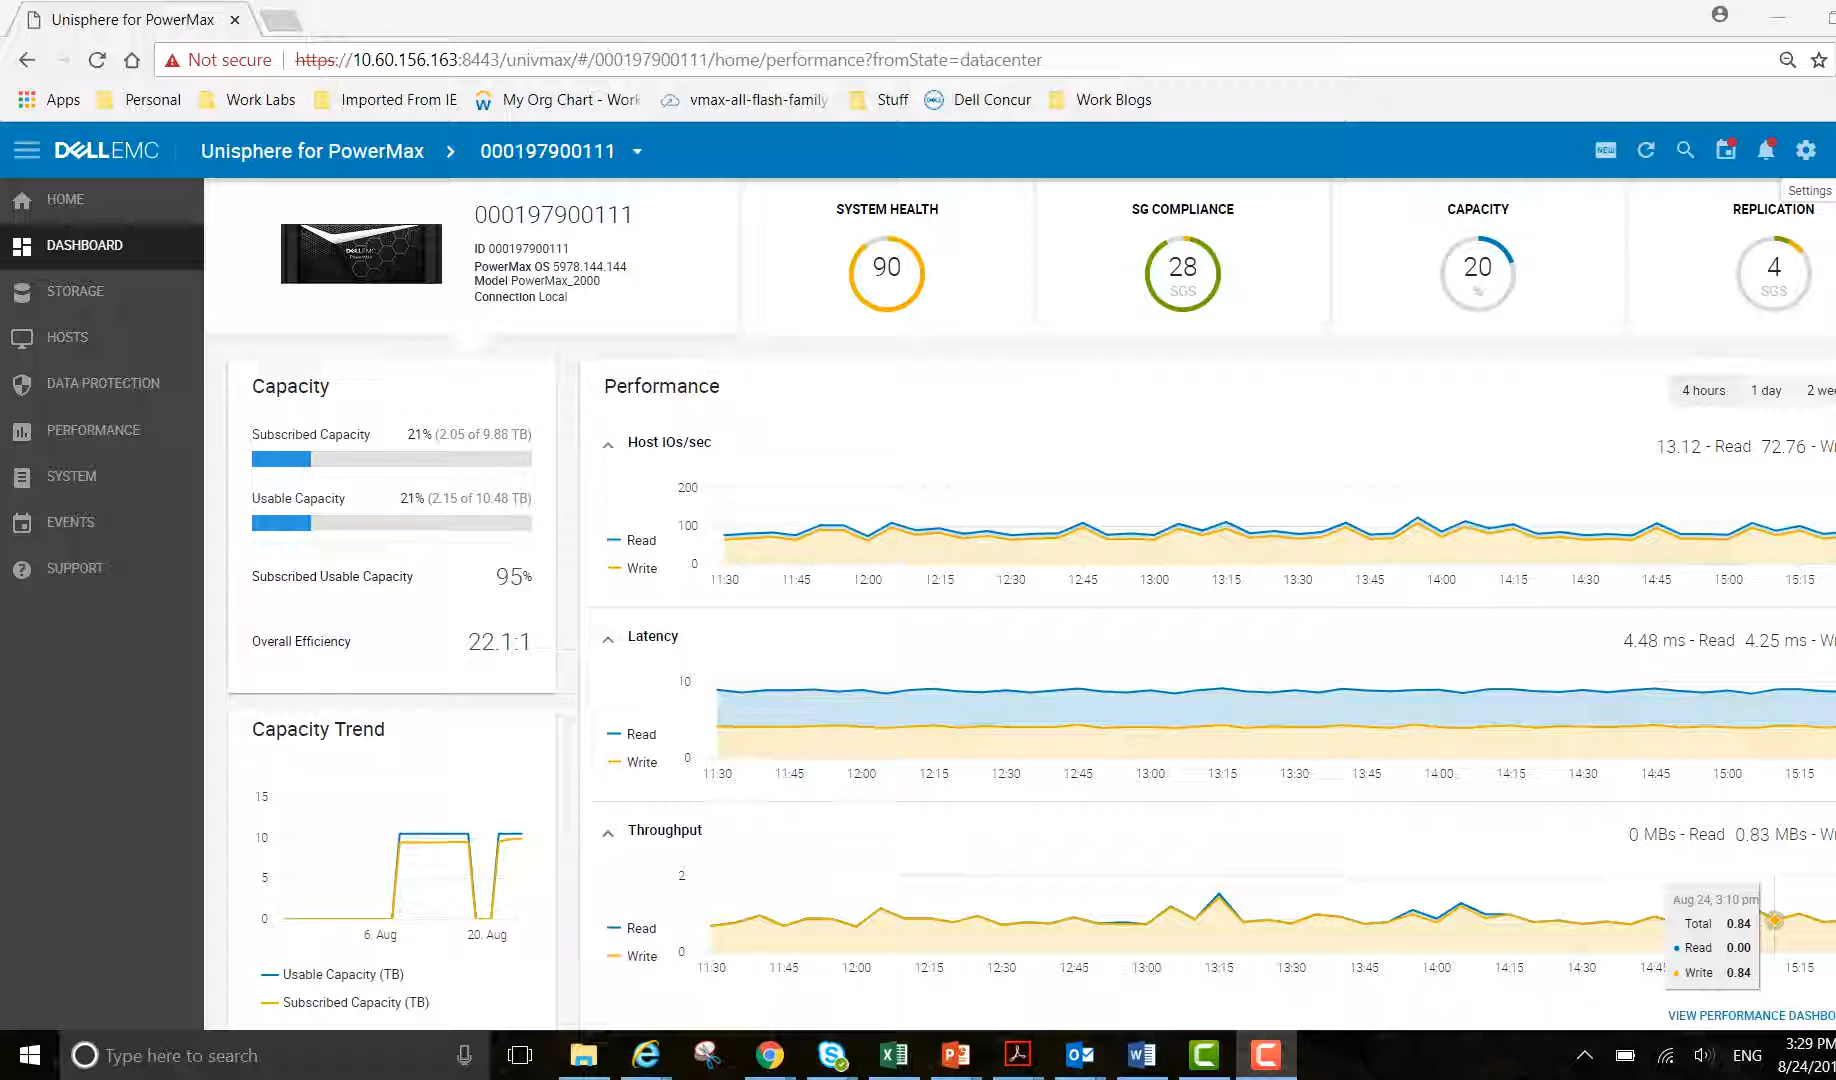 Unisphere for PowerMax
Not secure https://10.60.156.163:8443/univmax/#/000197900111/home/performance?fromState=datacenter
Apps Personal Work Labs Imported From IE My Org Chart - Work vmax-all-flash-family Stuff Dell Concur Work Blogs
DELLEMC Unisphere for PowerMax 000197900111 NEW
Settings
HOME
DASHBOARD
STORAGE
HOSTS
DATA PROTECTION
PERFORMANCE
SYSTEM
EVENTS
SUPPORT
DELLEMC
PowerMax
000197900111
ID 000197900111
PowerMax OS 5978.144.144
Model PowerMax_2000
Connection Local
SYSTEM HEALTH
90
SG COMPLIANCE
28
SGS
CAPACITY
20
%
REPLICATION
4
SGS
Capacity
Subscribed Capacity 21% (2.05 of 9.88 TB)
Usable Capacity 21% (2.15 of 10.48 TB)
Subscribed Usable Capacity 95%
Overall Efficiency 22.1:1
Capacity Trend
15
10
5
0
6. Aug 20. Aug
Usable Capacity (TB)
Subscribed Capacity (TB)
Performance
4 hours 1 day 2 wee
Host IOs/sec
13.12 - Read 72.76 - Wr
200
100
0
Read
Write
11:30 11:45 12:00 12:15 12:30 12:45 13:00 13:15 13:30 13:45 14:00 14:15 14:30 14:45 15:00 15:15
Latency
4.48 ms - Read 4.25 ms - Wr
10
0
Read
Write
11:30 11:45 12:00 12:15 12:30 12:45 13:00 13:15 13:30 13:45 14:00 14:15 14:30 14:45 15:00 15:15
Throughput
0 MBs - Read 0.83 MBs - Wr
2
0
Read
Write
11:30 11:45 12:00 12:15 12:30 12:45 13:00 13:15 13:30 13:45 14:00 14:15 14:30 14:45 15:15
Aug 24, 3:10 pm
Total 0.84
Read 0.00
Write 0.84
VIEW PERFORMANCE DASHBO
Type here to search
ENG
3:29 PM
8/24/201